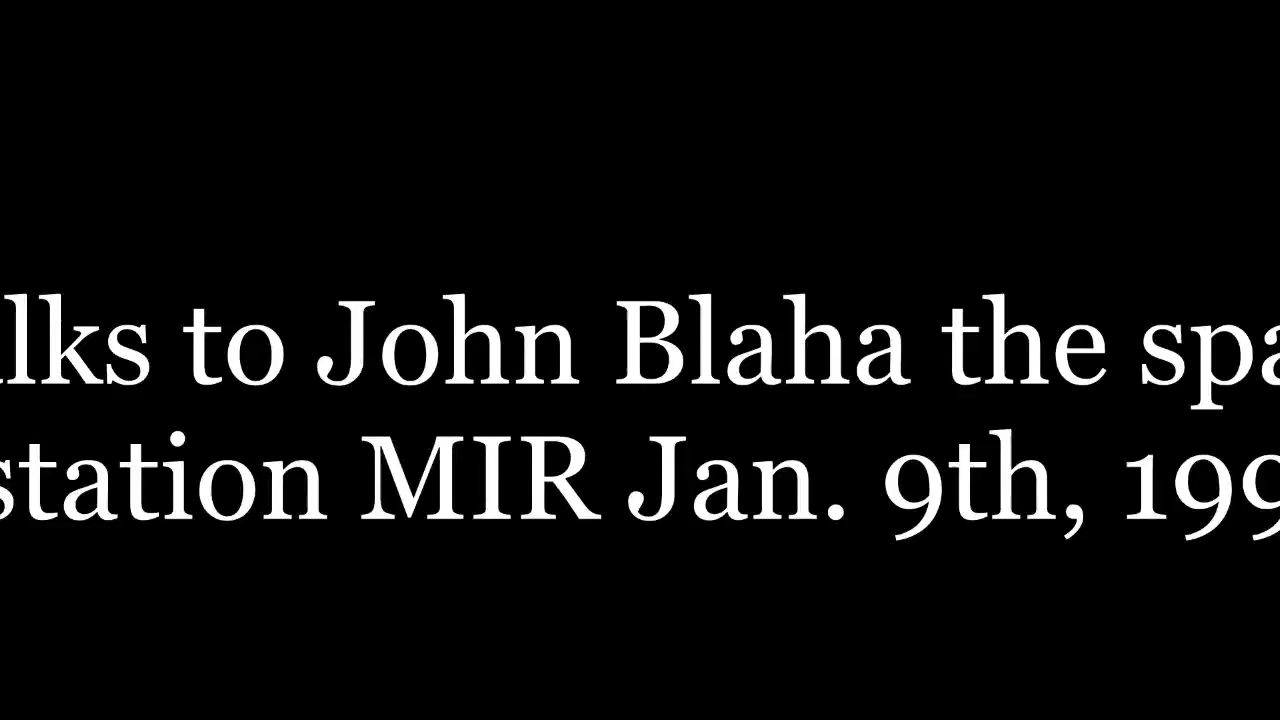 lks to John Blaha the spa
station MIR Jan. 9th, 199